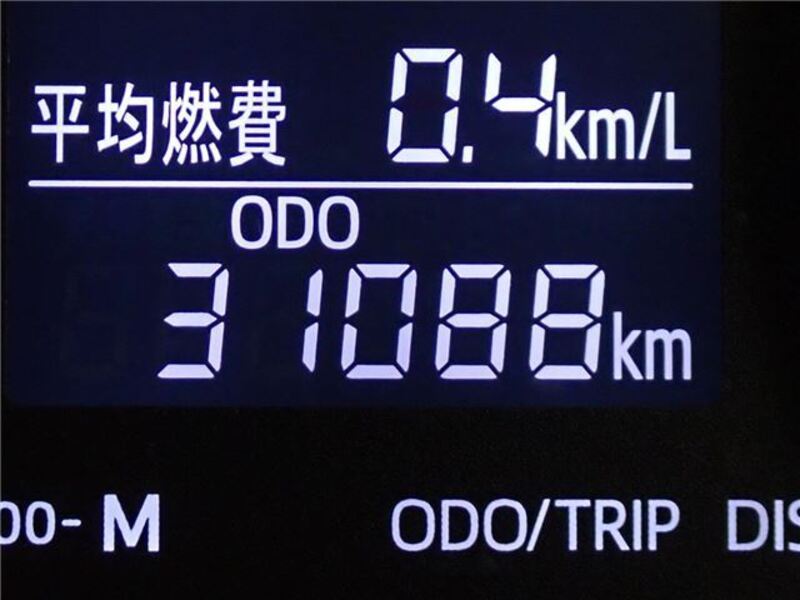 平均燃費 0.4km/L
ODO
31088km
00-M ODO/TRIP DIS